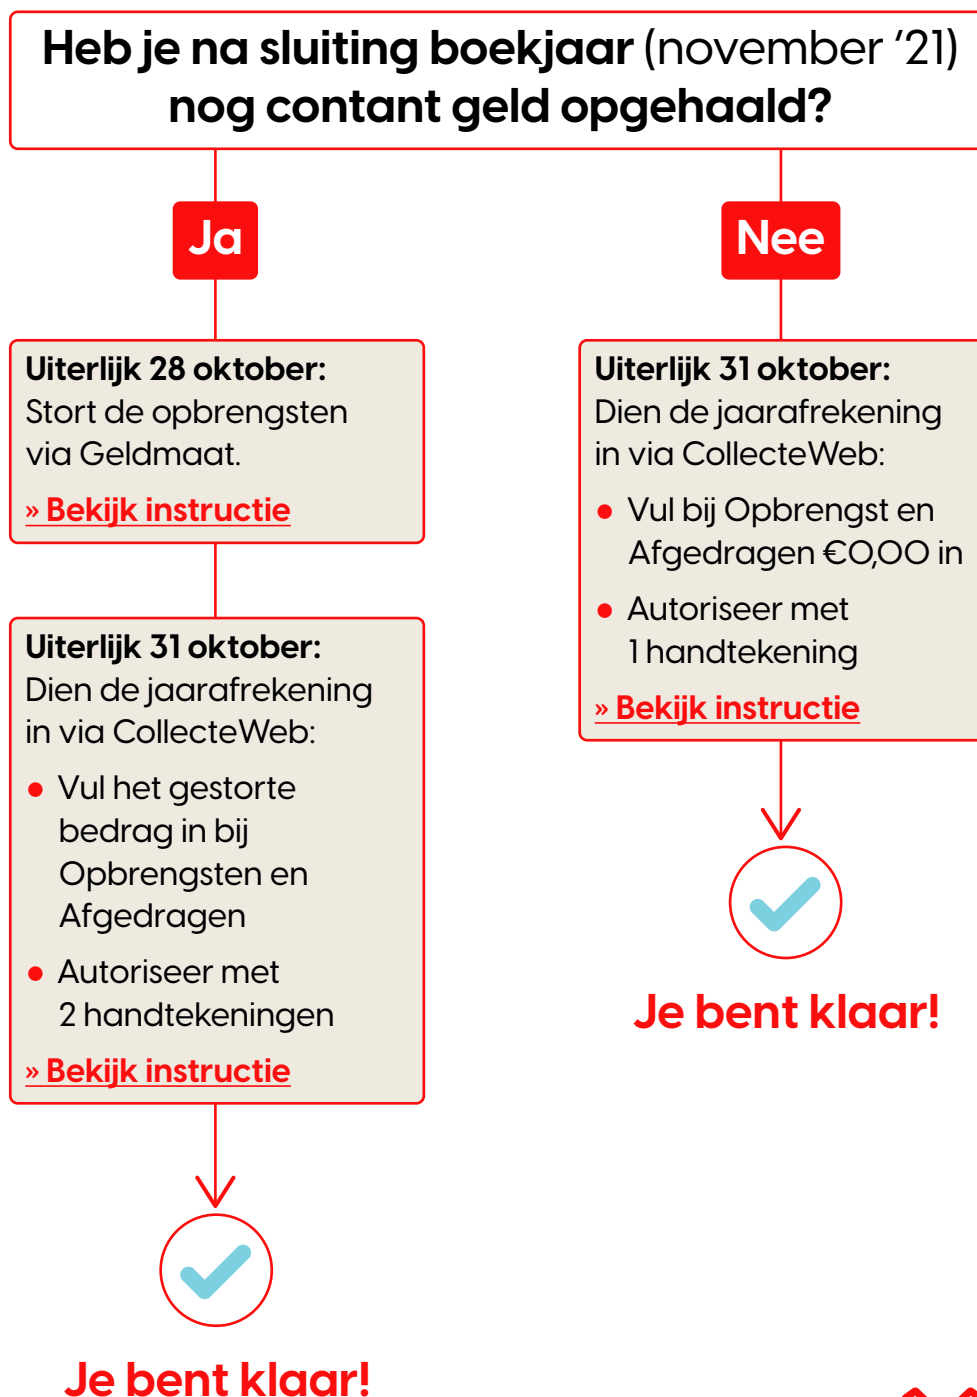 Heb je na sluiting boekjaar (november ‘21)
nog contant geld opgehaald?
Ja
Uiterlijk 28 oktober:
Stort de opbrengsten
via Geldmaat.
» Bekijk instructie
Uiterlijk 31 oktober:
Dien de jaarafrekening
in via CollecteWeb:
• Vul het gestorte
bedrag in bij
Opbrengsten en
Afgedragen
• Autoriseer met
2 handtekeningen
» Bekijk instructie
Je bent klaar!
Nee
Uiterlijk 31 oktober:
Dien de jaarafrekening
in via CollecteWeb:
• Vul bij Opbrengst en
Afgedragen €0,00 in
• Autoriseer met
1 handtekening
» Bekijk instructie
Je bent klaar!